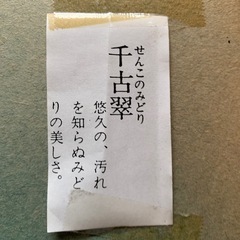 せんこのみどり
千古翠
悠久の、汚れ
を知らぬみど
りの美しさ。